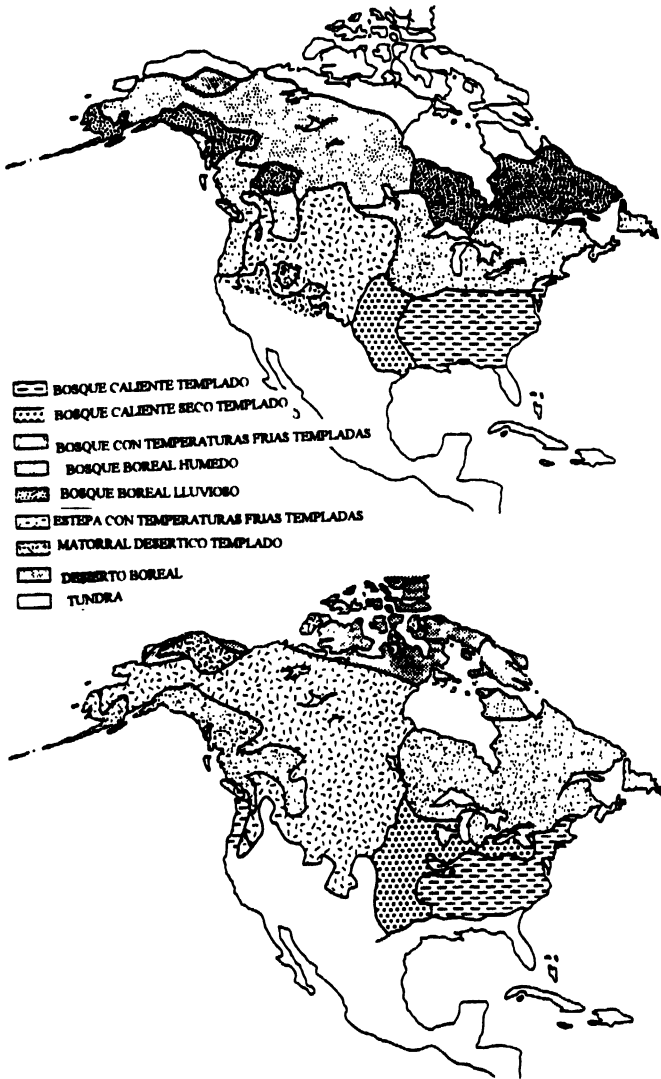 BOSQUE CALIENTE TEMPLADO
BOSQUE CALIENTE SECO TEMPLADO
BOSQUE CON TEMPERATURAS FRIAS TEMPLADAS
BOSQUE BOREAL HUMEDO
BOSQUE BOREAL LLUVIOSO
ESTEPA CON TEMPERATURAS FRIAS TEMPLADAS
MATORRAL DESERTICO TEMPLADO
DESIERTO BOREAL
TUNDRA